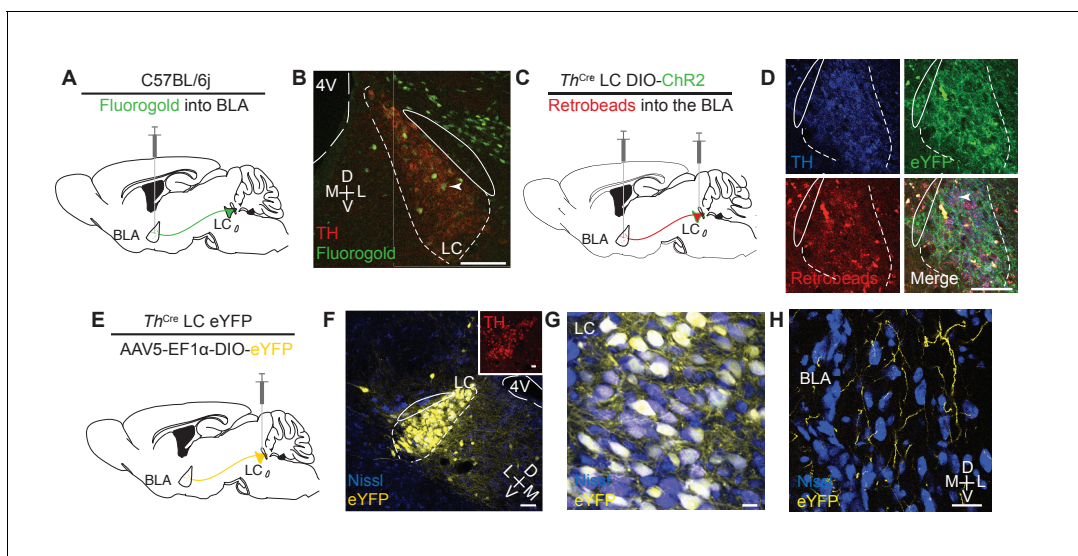 A
C57BL/6j
Fluorogold into BLA
BLA
LC
B
4V
D
M L
V
TH
Fluorogold
LC
C
Th^Cre LC DIO-ChR2
Retrobeads into the BLA
BLA
LC
D
TH
eYFP
Retrobeads
Merge
E
Th^Cre LC eYFP
AAV5-EF1α-DIO-eYFP
BLA
LC
F
TH
LC
4V
L D
V M
Nissl
eYFP
G
LC
Nissl
eYFP
H
BLA
D
M L
V
Nissl
eYFP